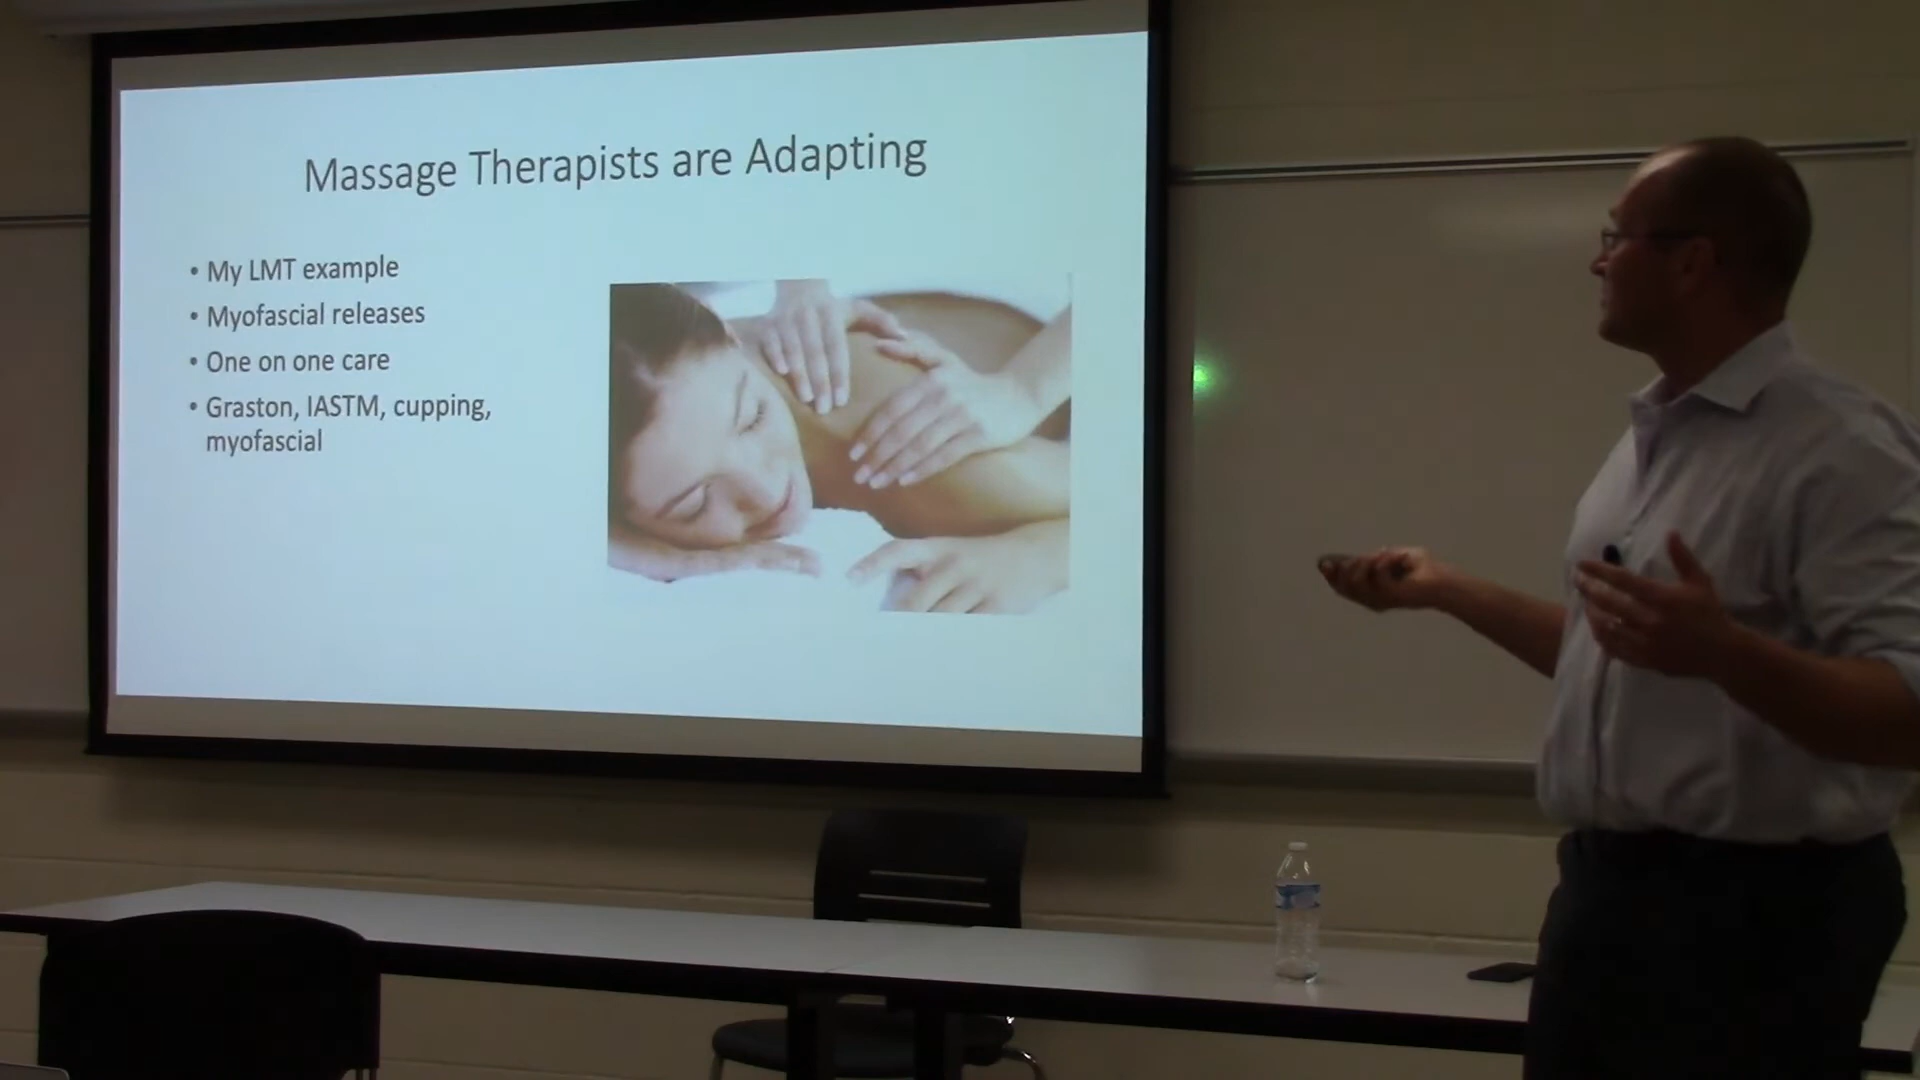 Massage Therapists are Adapting
• My LMT example
• Myofascial releases
• One on one care
• Graston, IASTM, cupping,
myofascial